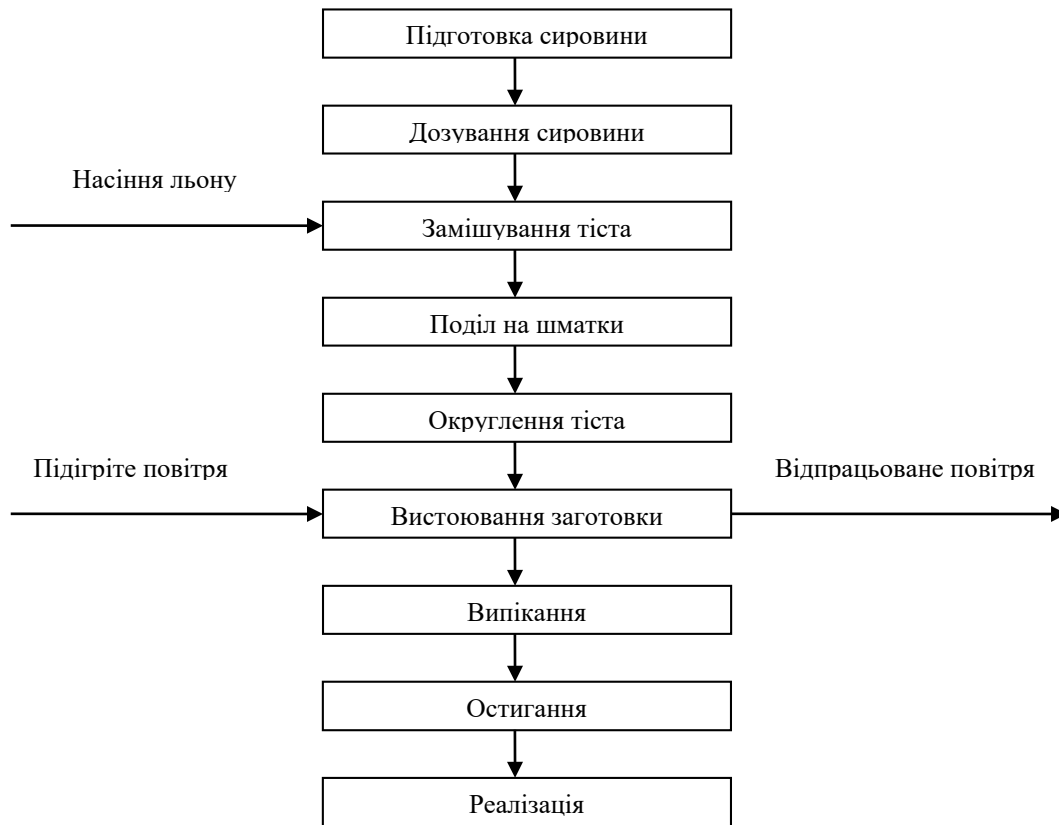 Підготовка сировини
Дозування сировини
Насіння льону
Замішування тіста
Поділ на шматки
Округлення тіста
Підігріте повітря
Відпрацьоване повітря
Вистоювання заготовки
Випікання
Остигання
Реалізація